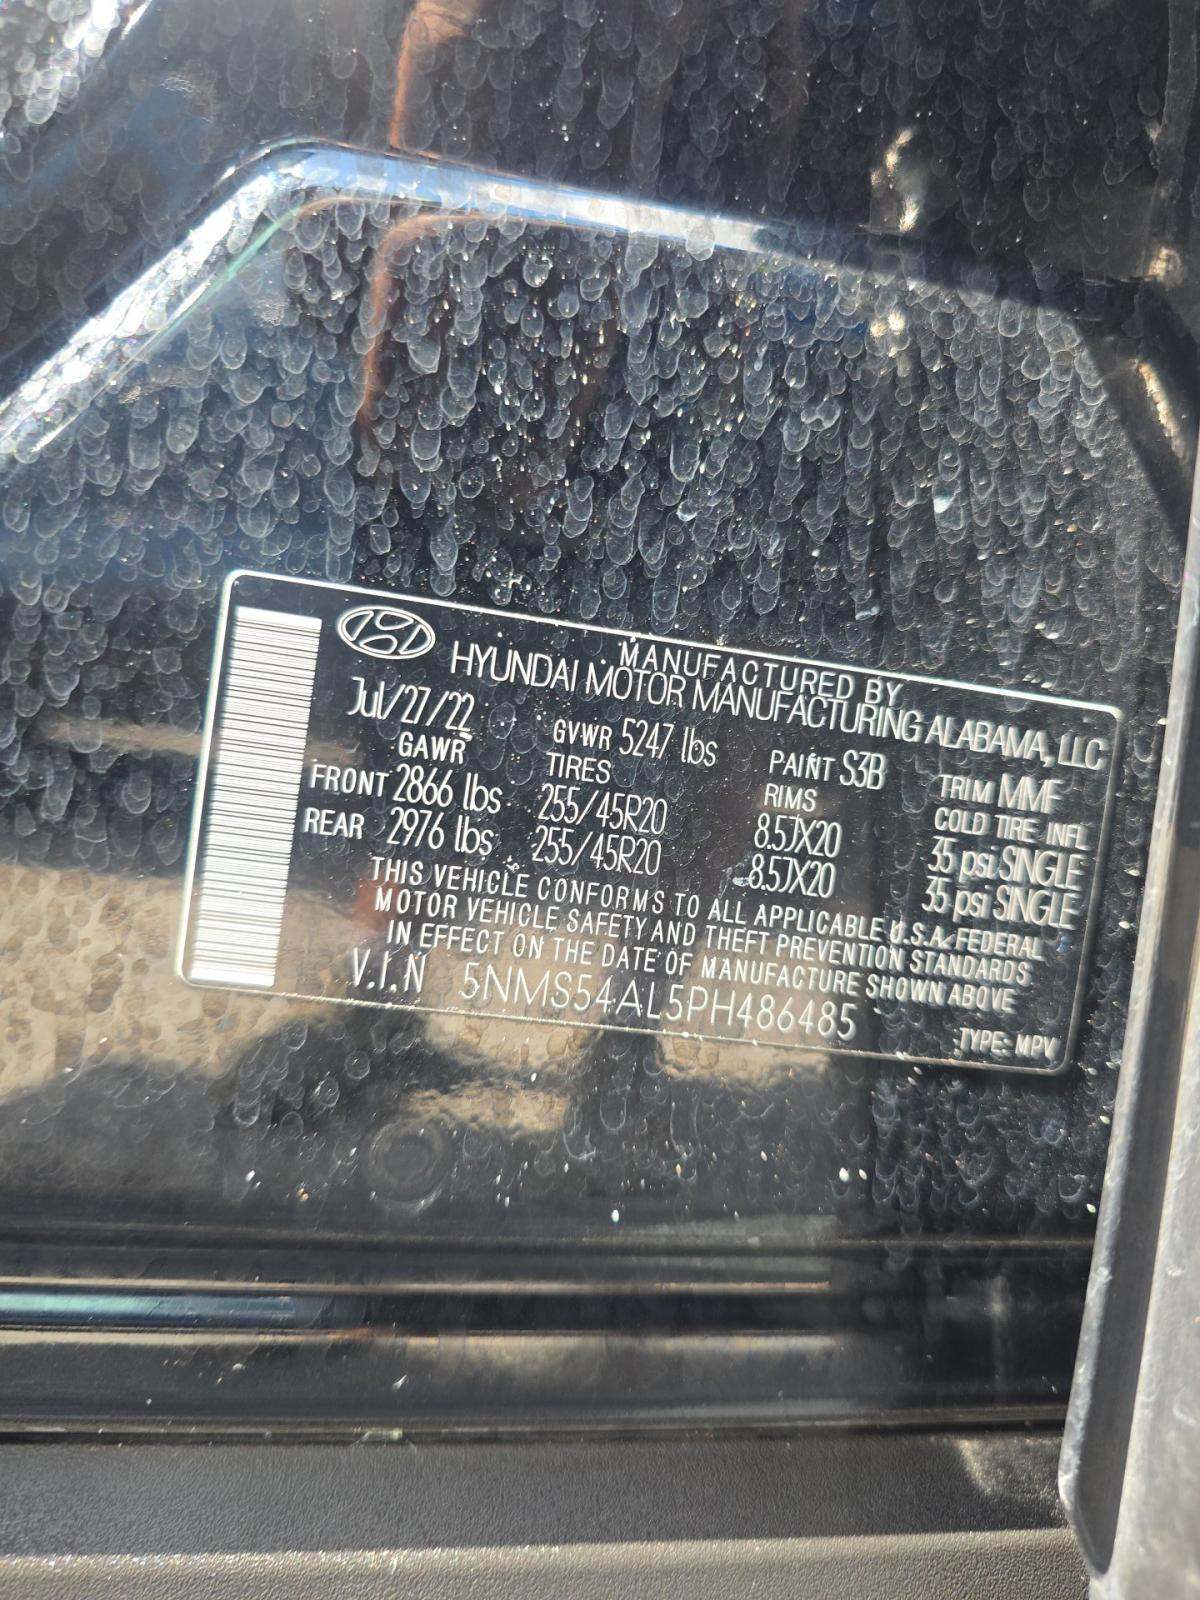 MANUFACTURED BY
HYUNDAI MOTOR MANUFACTURING ALABAMA, LLC
Jul/27/22 GVWR 5247 lbs PAINT S3B TRIM MMF
GAWR TIRES RIMS COLD TIRE INFL
FRONT 2866 lbs 255/45R20 8.5JX20 35 psi SINGLE
REAR 2976 lbs 255/45R20 8.5JX20 35 psi SINGLE
THIS VEHICLE CONFORMS TO ALL APPLICABLE U.S.A. FEDERAL
MOTOR VEHICLE SAFETY AND THEFT PREVENTION STANDARDS
IN EFFECT ON THE DATE OF MANUFACTURE SHOWN ABOVE
V.I.N 5NMS54AL5PH486485
TYPE: MPV